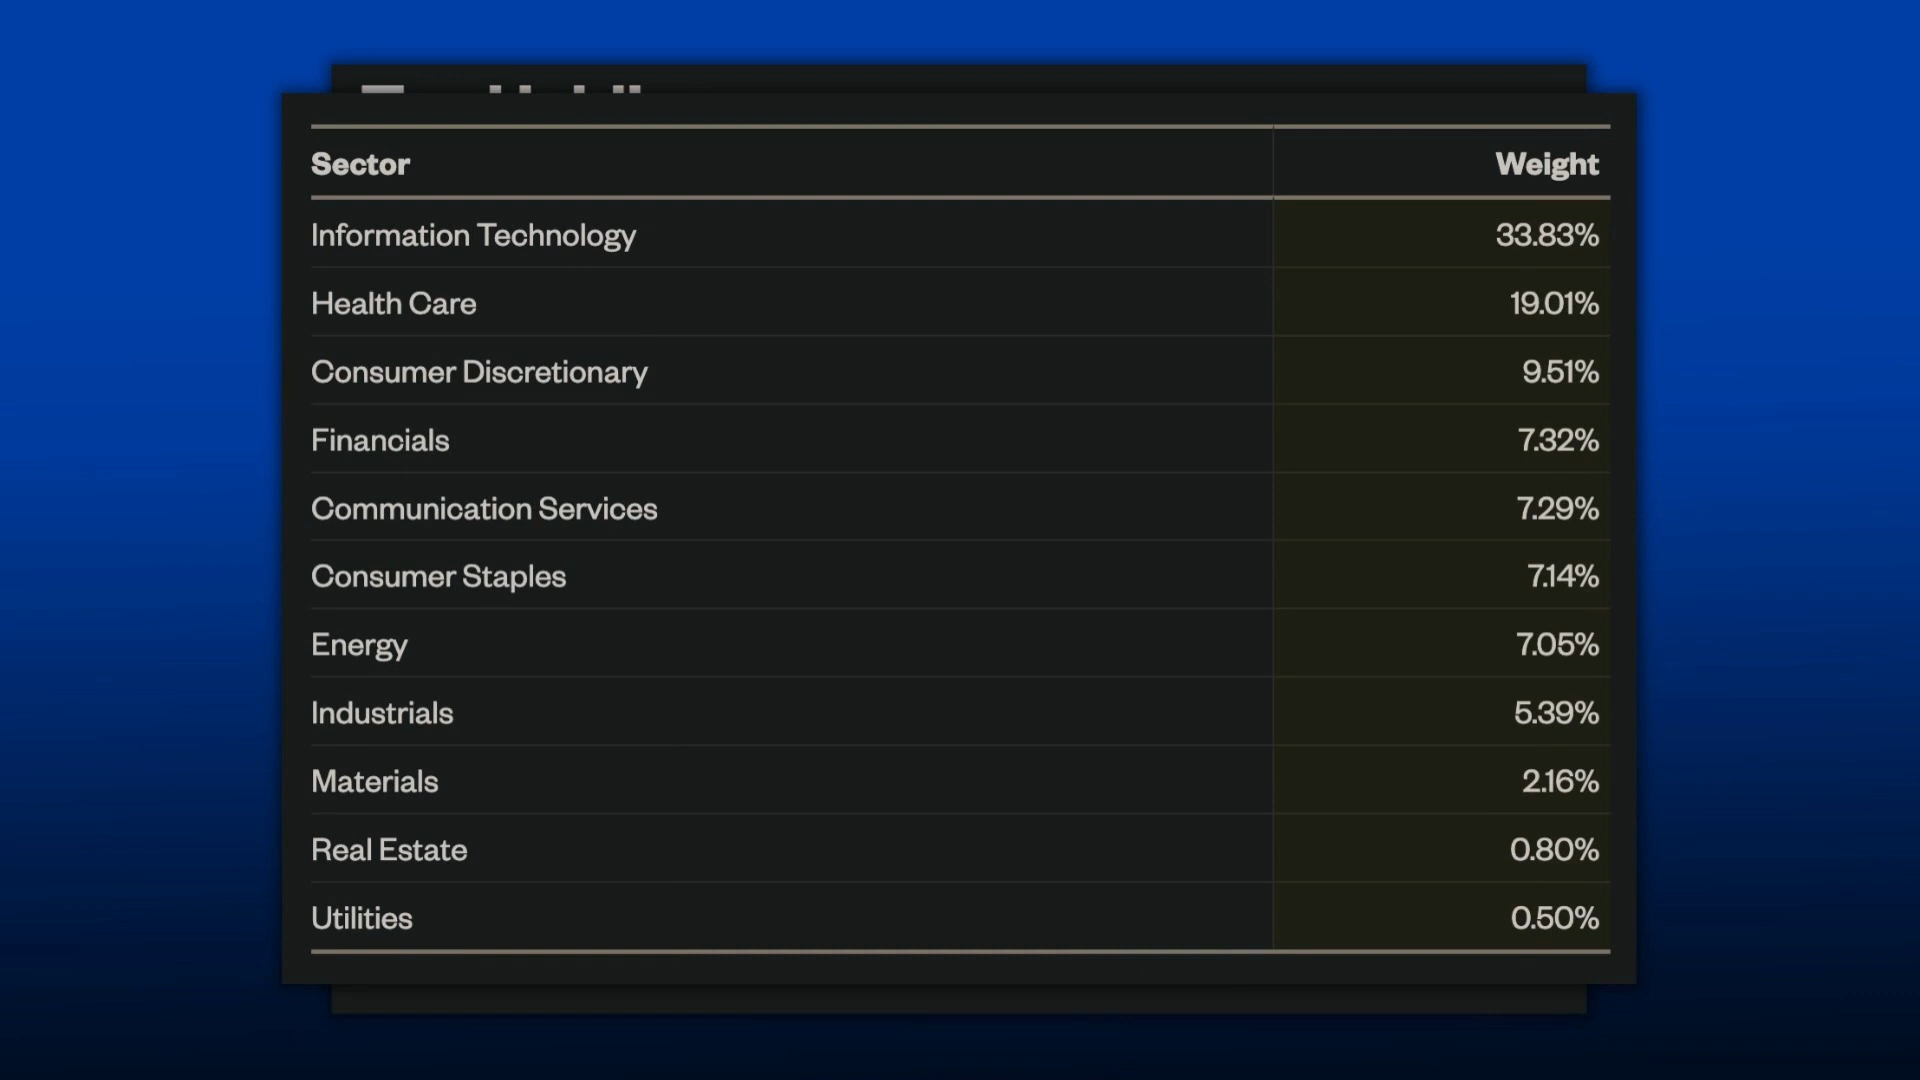 Sector Weight
Information Technology 33.83%
Health Care 19.01%
Consumer Discretionary 9.51%
Financials 7.32%
Communication Services 7.29%
Consumer Staples 7.14%
Energy 7.05%
Industrials 5.39%
Materials 2.16%
Real Estate 0.80%
Utilities 0.50%